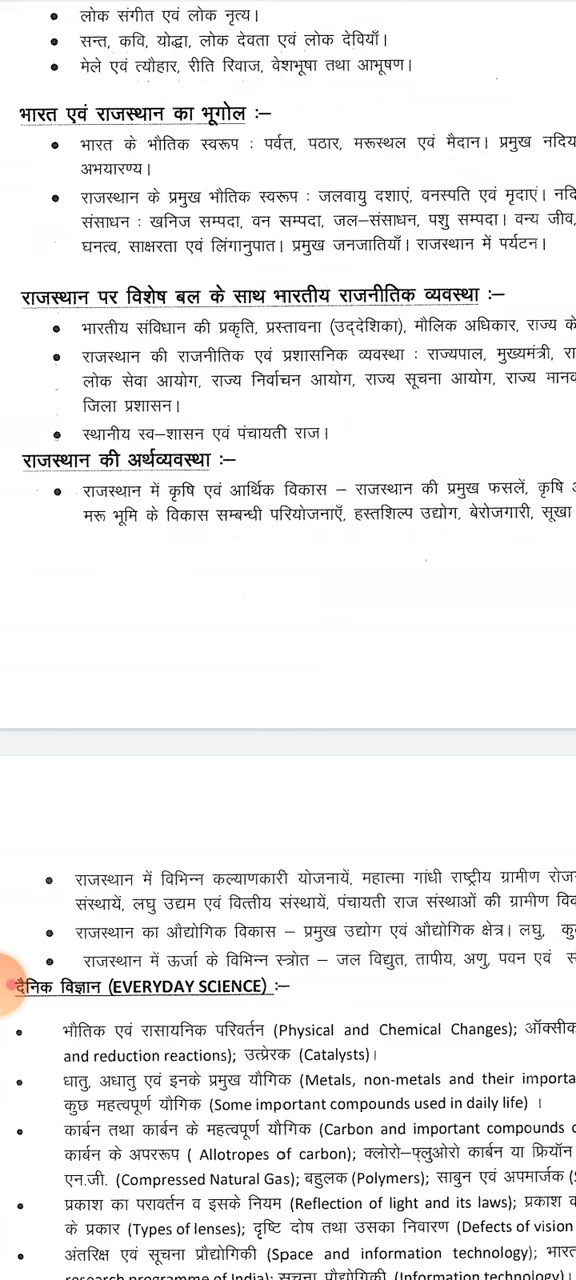 • लोक संगीत एवं लोक नृत्य।
• सन्त, कवि, योद्धा, लोक देवता एवं लोक देवियाँ।
• मेले एवं त्यौहार, रीति रिवाज, वेशभूषा तथा आभूषण।
भारत एवं राजस्थान का भूगोल :–
• भारत के भौतिक स्वरूप : पर्वत, पठार, मरूस्थल एवं मैदान। प्रमुख
अभयारण्य।
• राजस्थान के प्रमुख भौतिक स्वरूप : जलवायु दशाएं, वनस्पति एवं मृदाएं।
संसाधन : खनिज सम्पदा, वन सम्पदा, जल–संसाधन, पशु सम्पदा। वन्य जीव,
घनत्व, साक्षरता एवं लिंगानुपात। प्रमुख जनजातियाँ। राजस्थान में पर्यटन।
राजस्थान पर विशेष बल के साथ भारतीय राजनीतिक व्यवस्था :–
• भारतीय संविधान की प्रकृति, प्रस्तावना (उद्देशिका), मौलिक अधिकार, राज्य के
• राजस्थान की राजनीतिक एवं प्रशासनिक व्यवस्था : राज्यपाल, मुख्यमंत्री,
लोक सेवा आयोग, राज्य निर्वाचन आयोग, राज्य सूचना आयोग, राज्य
जिला प्रशासन।
• स्थानीय स्व–शासन एवं पंचायती राज।
राजस्थान की अर्थव्यवस्था :–
• राजस्थान में कृषि एवं आर्थिक विकास – राजस्थान की प्रमुख फसलें, कृषि
मरू भूमि के विकास सम्बन्धी परियोजनाएँ, हस्तशिल्प उद्योग, बेरोजगारी, सूखा
• राजस्थान में विभिन्न कल्याणकारी योजनायें, महात्मा गांधी राष्ट्रीय ग्रामीण
संस्थायें, लघु उद्यम एवं वित्तीय संस्थायें, पंचायती राज संस्थाओं की ग्रामीण
• राजस्थान का औद्योगिक विकास – प्रमुख उद्योग एवं औद्योगिक क्षेत्र। लघु,
• राजस्थान में ऊर्जा के विभिन्न स्त्रोत – जल विद्युत, तापीय, अणु, पवन एवं
दैनिक विज्ञान (EVERYDAY SCIENCE) :–
• भौतिक एवं रासायनिक परिवर्तन (Physical and Chemical Changes);
and reduction reactions); उत्प्रेरक (Catalysts)।
• धातु, अधातु एवं इनके प्रमुख यौगिक (Metals, non-metals and their
कुछ महत्वपूर्ण यौगिक (Some important compounds used in daily life) ।
• कार्बन तथा कार्बन के महत्वपूर्ण यौगिक (Carbon and important compounds
कार्बन के अपररूप ( Allotropes of carbon); क्लोरो–फ्लुओरो कार्बन या फ्रियॉन
एन.जी. (Compressed Natural Gas); बहुलक (Polymers); साबुन एवं अपमार्जक
• प्रकाश का परावर्तन व इसके नियम (Reflection of light and its laws); प्रकाश
के प्रकार (Types of lenses); दृष्टि दोष तथा उसका निवारण (Defects of vision
• अंतरिक्ष एवं सूचना प्रौद्योगिकी (Space and information technology);
research programme of India); सूचना प्रौद्योगिकी (Information technology)।